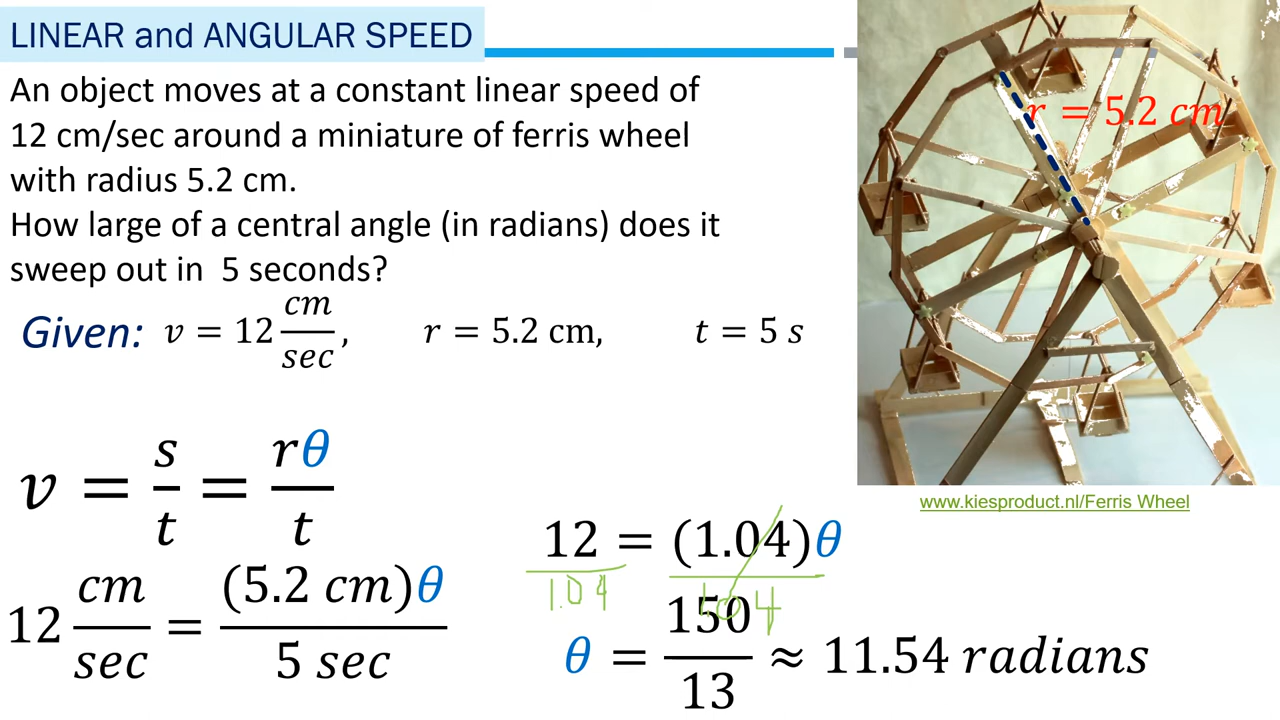 LINEAR and ANGULAR SPEED
An object moves at a constant linear speed of
12 cm/sec around a miniature of ferris wheel
with radius 5.2 cm.
How large of a central angle (in radians) does it
sweep out in 5 seconds?
Given: v = 12 cm/sec, r = 5.2 cm, t = 5 s
r = 5.2 cm
www.kiesproduct.nl/Ferris Wheel
v = s/t = rθ/t
12 cm/sec = (5.2 cm)θ/5 sec
12 = (1.04)θ
1.04 1.04
θ = 150/13 ≈ 11.54 radians